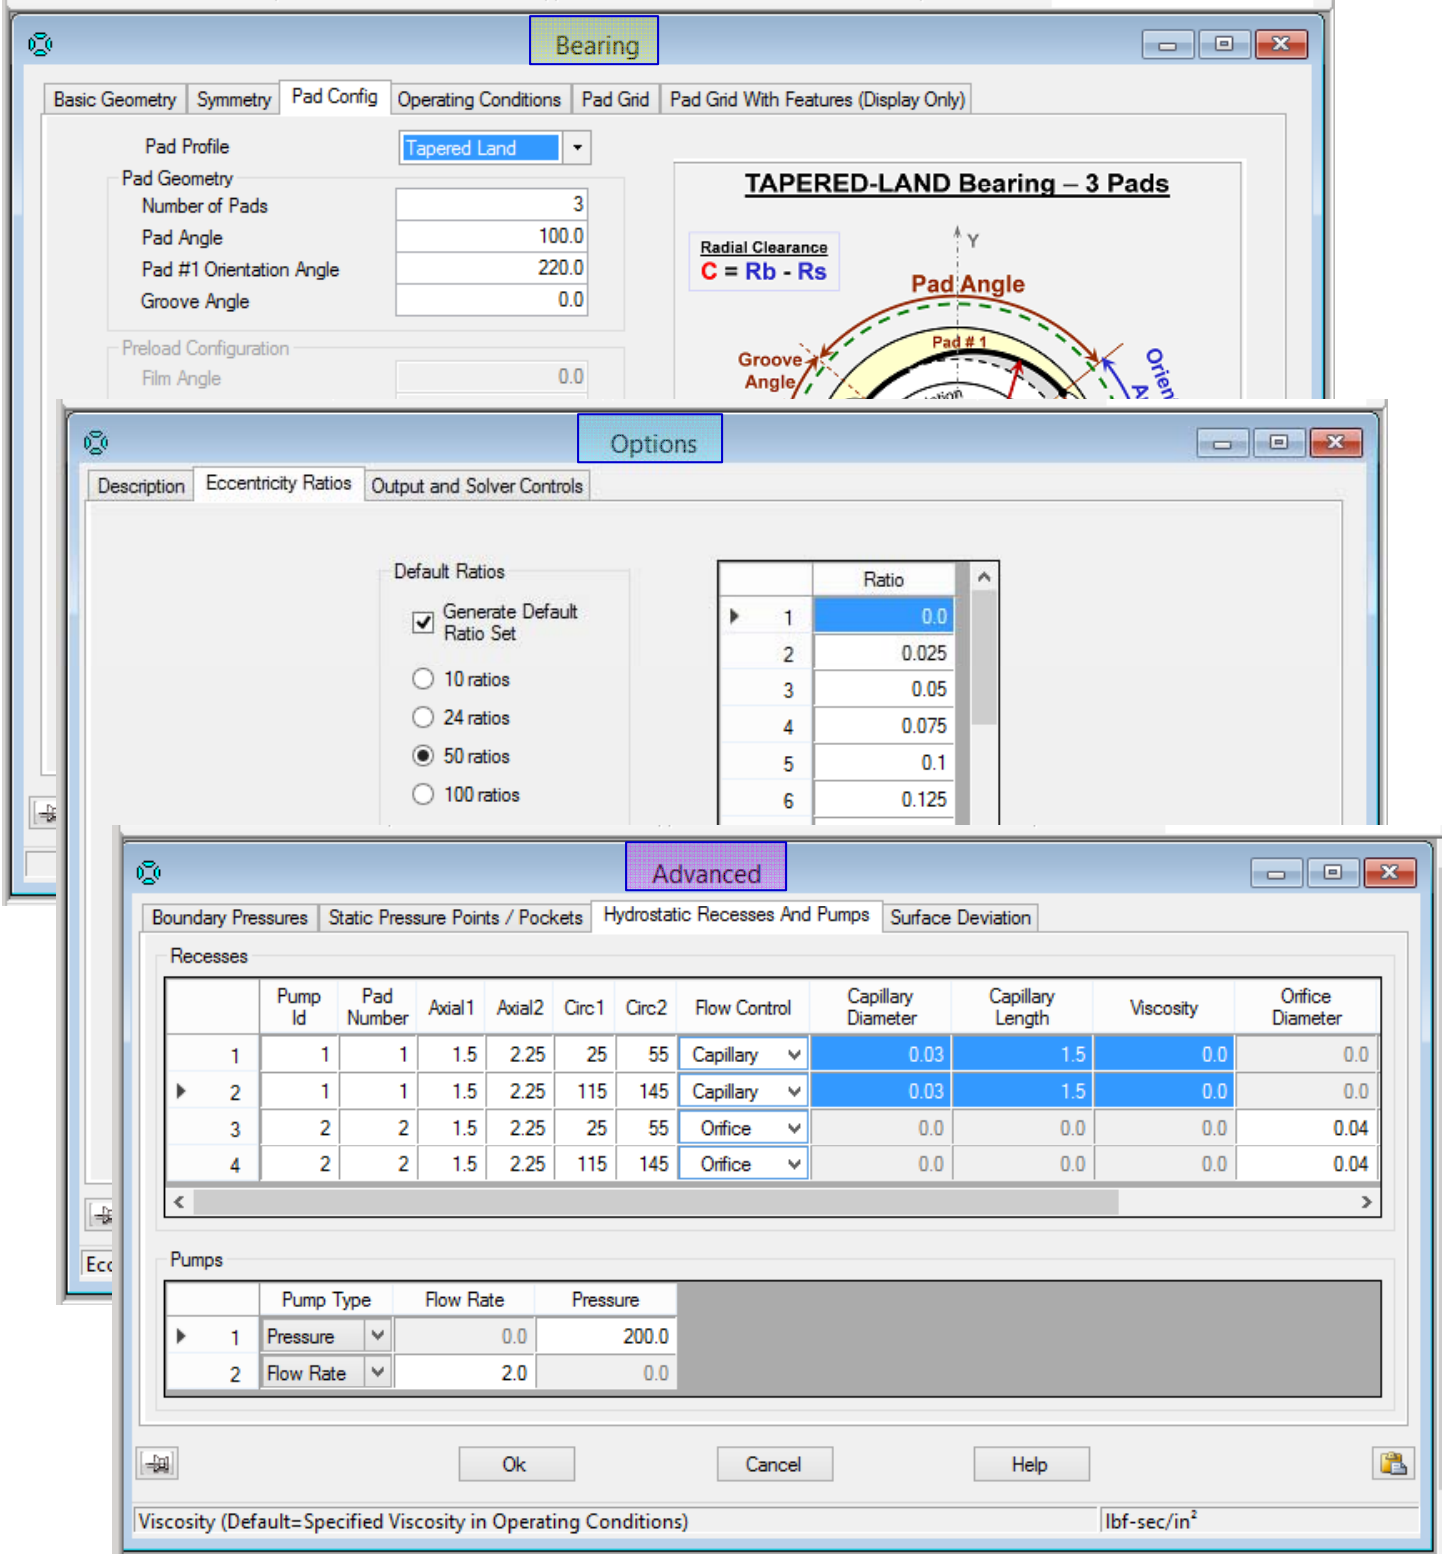 Bearing
Basic Geometry Symmetry Pad Config Operating Conditions Pad Grid Pad Grid With Features (Display Only)
Pad Profile Tapered Land
Pad Geometry
Number of Pads 3
Pad Angle 100.0
Pad #1 Orientation Angle 220.0
Groove Angle 0.0
Preload Configuration
Film Angle 0.0
TAPERED-LAND Bearing – 3 Pads
Radial Clearance
C = Rb - Rs
Y
Pad Angle
Pad # 1
Groove
Angle
Options
Description Eccentricity Ratios Output and Solver Controls
Default Ratios
Generate Default
Ratio Set
10 ratios
24 ratios
50 ratios
100 ratios
Ratio
1 0.0
2 0.025
3 0.05
4 0.075
5 0.1
6 0.125
Advanced
Boundary Pressures Static Pressure Points / Pockets Hydrostatic Recesses And Pumps Surface Deviation
Recesses
Pump Id Pad Number Axial1 Axial2 Circ1 Circ2 Flow Control Capillary Diameter Capillary Length Viscosity Orifice Diameter
1 1 1 1.5 2.25 25 55 Capillary 0.03 1.5 0.0 0.0
2 1 1 1.5 2.25 115 145 Capillary 0.03 1.5 0.0 0.0
3 2 2 1.5 2.25 25 55 Orifice 0.0 0.0 0.0 0.04
4 2 2 1.5 2.25 115 145 Orifice 0.0 0.0 0.0 0.04
Pumps
Pump Type Flow Rate Pressure
1 Pressure 0.0 200.0
2 Flow Rate 2.0 0.0
Ok Cancel Help
Viscosity (Default=Specified Viscosity in Operating Conditions) lbf-sec/in²